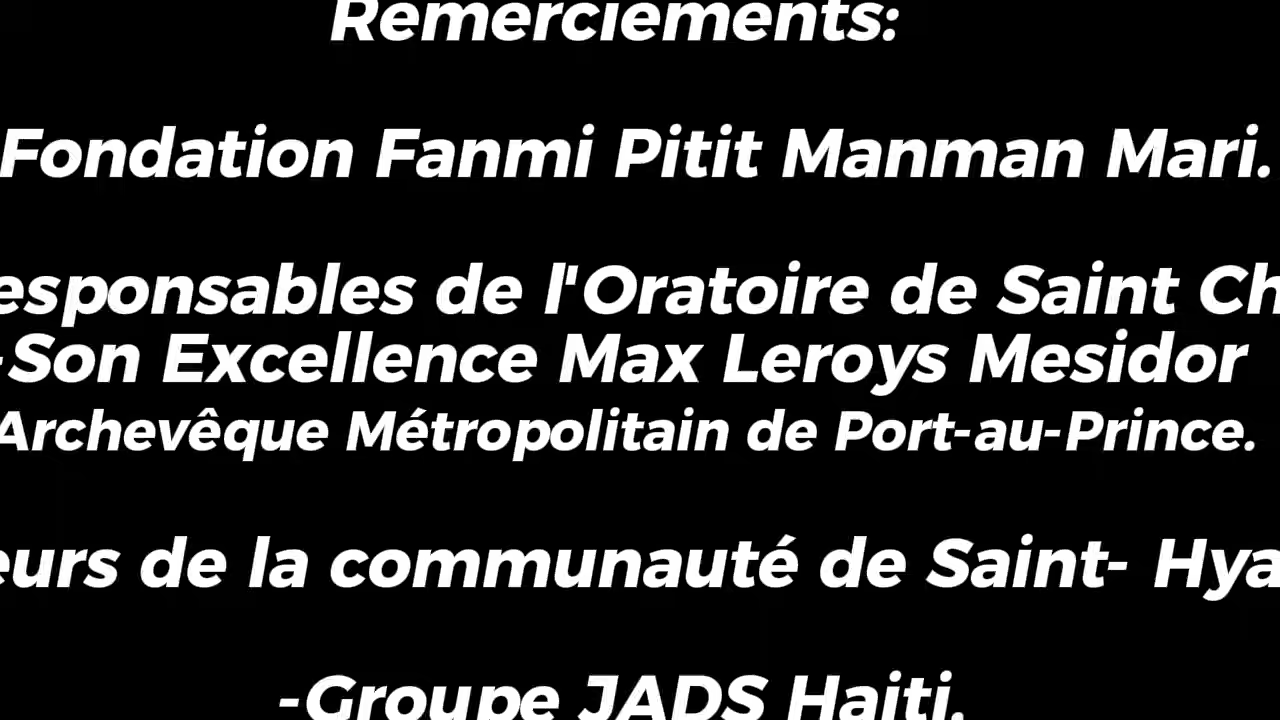 Remerciements:
Fondation Fanmi Pitit Manman Mari.
esponsables de l'Oratoire de Saint Ch
-Son Excellence Max Leroys Mesidor
Archevêque Métropolitain de Port-au-Prince.
eurs de la communauté de Saint- Hya
-Groupe JADS Haiti.